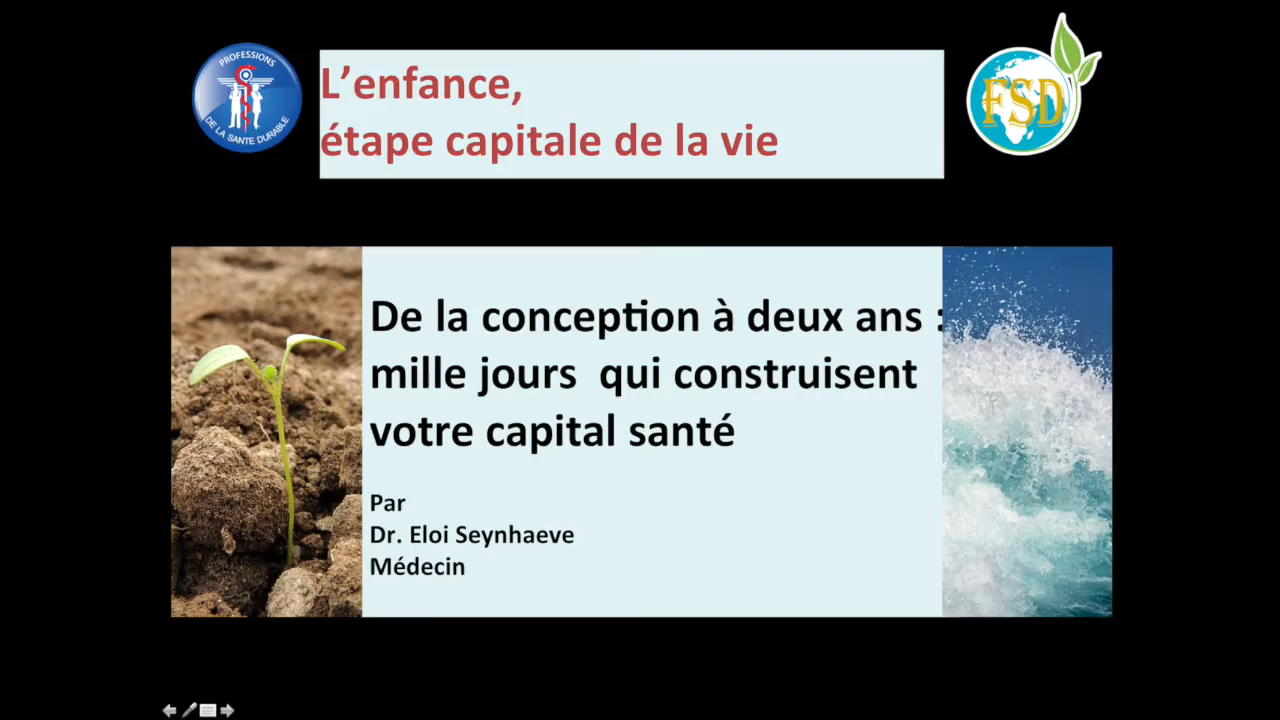 PROFESSIONS
DE LA SANTE DURABLE
L’enfance,
étape capitale de la vie
FSD
De la conception à deux ans :
mille jours qui construisent
votre capital santé
Par
Dr. Eloi Seynhaeve
Médecin